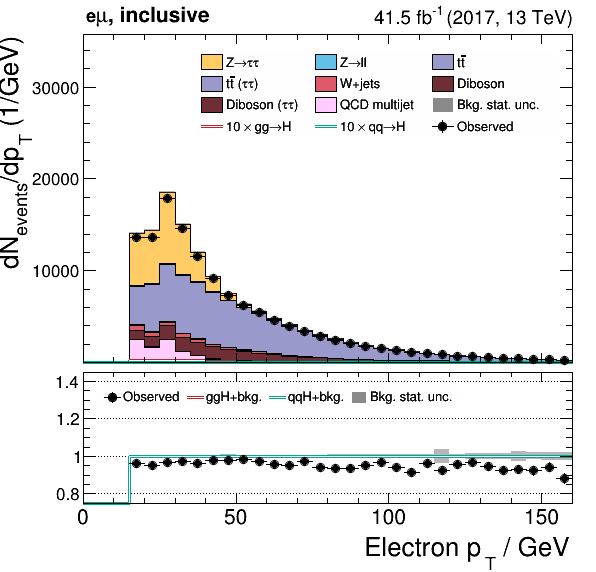 eμ, inclusive 41.5 fb⁻¹ (2017, 13 TeV)
dN_events/dp_T (1/GeV)
30000
20000
10000
Z→ττ Z→ll tt̄
tt̄ (ττ) W+jets Diboson
Diboson (ττ) QCD multijet Bkg. stat. unc.
10 × gg→H 10 × qq→H Observed
1.4
1.2
1
0.8
Observed ggH+bkg. qqH+bkg. Bkg. stat. unc.
0 50 100 150
Electron p_T / GeV